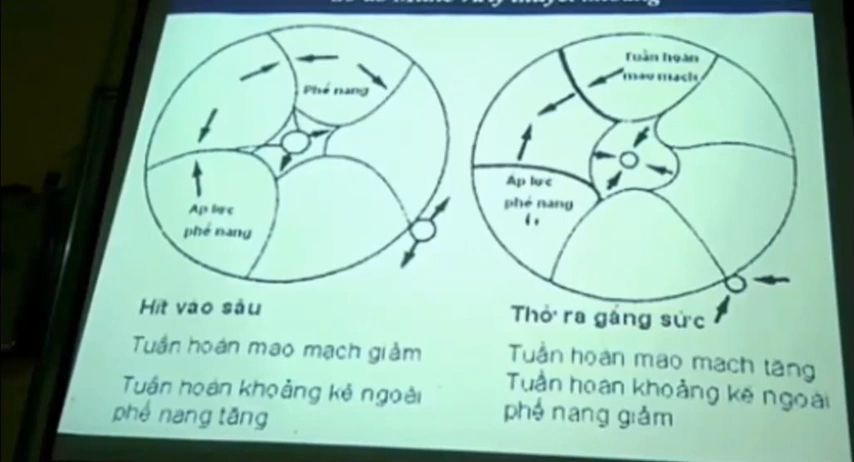 Phế nang
Áp lực
phế nang
Hít vào sâu
Tuần hoàn mao mạch giảm
Tuần hoàn khoảng kẽ ngoài
phế nang tăng
Tuần hoàn
mao mạch
Áp lực
phế nang
Thở ra gắng sức
Tuần hoàn mao mạch tăng
Tuần hoàn khoảng kẽ ngoài
phế nang giảm